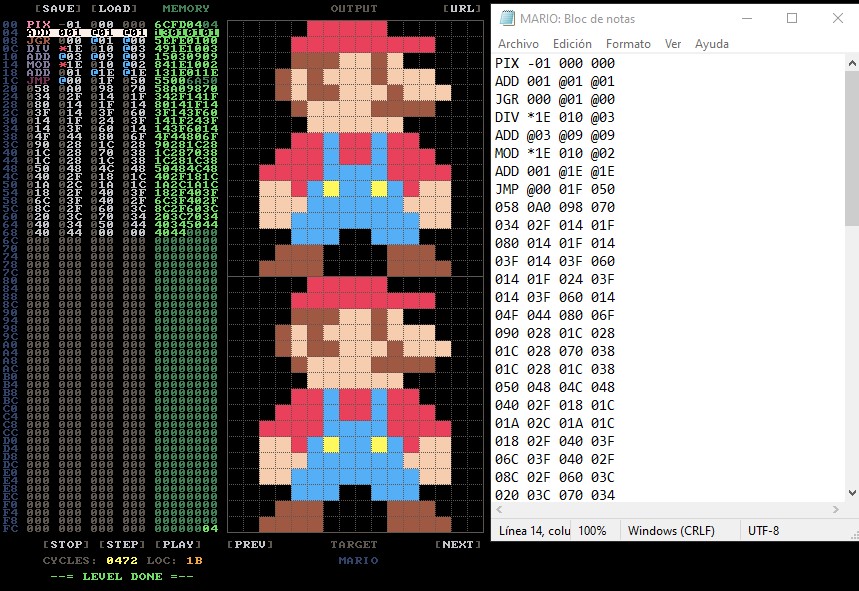 [SAVE] [LOAD] MEMORY
00 PIX -01 000 000 6CFD0404
04 ADD 001 @01 @01 13010101
08 JGR 000 @01 @00 5EFE0100
0C DIV *1E 010 @03 491E1003
10 ADD @03 @09 @09 15030909
14 MOD *1E 010 @02 441E1002
18 ADD 001 @1E @1E 131E011E
1C JMP @00 01F 050
20 058 0A0 098 070 58A09870
24 034 02F 014 01F 342F141F
28 080 014 01F 014 80141F14
2C 03F 014 03F 060 3F143F60
30 014 01F 024 03F 141F243F
34 014 03F 060 014 143F6014
38 04F 044 080 06F 4F44806F
3C 090 028 01C 028 90281C28
40 01C 028 070 038 1C287038
44 01C 028 01C 038 1C281C38
48 050 048 04C 048 50484C48
4C 040 02F 018 01C 402F181C
50 01A 02C 01A 01C 1A2C1A1C
54 018 02F 040 03F 182F403F
58 06C 03F 040 02F 6C3F402F
5C 08C 02F 060 03C 8C2F603C
60 020 03C 070 034 203C7034
64 040 034 050 044 40345044
68 040 044 000 000 40440000
6C 000 000 000 000 00000000
70 000 000 000 000 00000000
74 000 000 000 000 00000000
78 000 000 000 000 00000000
7C 000 000 000 000 00000000
80 000 000 000 000 00000000
84 000 000 000 000 00000000
88 000 000 000 000 00000000
8C 000 000 000 000 00000000
90 000 000 000 000 00000000
94 000 000 000 000 00000000
98 000 000 000 000 00000000
9C 000 000 000 000 00000000
A0 000 000 000 000 00000000
A4 000 000 000 000 00000000
A8 000 000 000 000 00000000
AC 000 000 000 000 00000000
B0 000 000 000 000 00000000
B4 000 000 000 000 00000000
B8 000 000 000 000 00000000
BC 000 000 000 000 00000000
C0 000 000 000 000 00000000
C4 000 000 000 000 00000000
C8 000 000 000 000 00000000
CC 000 000 000 000 00000000
D0 000 000 000 000 00000000
D4 000 000 000 000 00000000
D8 000 000 000 000 00000000
DC 000 000 000 000 00000000
E0 000 000 000 000 00000000
E4 000 000 000 000 00000000
E8 000 000 000 000 00000000
EC 000 000 000 000 00000000
F0 000 000 000 000 00000000
F4 000 000 000 000 00000000
F8 000 000 000 000 00000000
FC 000 000 000 000 00000004
[STOP] [STEP] [PLAY]
CYCLES: 0472 LOC: 1B
--= LEVEL DONE =--
OUTPUT [URL]
[PREV] TARGET [NEXT]
MARIO
MARIO: Bloc de notas
Archivo Edición Formato Ver Ayuda
PIX -01 000 000
ADD 001 @01 @01
JGR 000 @01 @00
DIV *1E 010 @03
ADD @03 @09 @09
MOD *1E 010 @02
ADD 001 @1E @1E
JMP @00 01F 050
058 0A0 098 070
034 02F 014 01F
080 014 01F 014
03F 014 03F 060
014 01F 024 03F
014 03F 060 014
04F 044 080 06F
090 028 01C 028
01C 028 070 038
01C 028 01C 038
050 048 04C 048
040 02F 018 01C
01A 02C 01A 01C
018 02F 040 03F
06C 03F 040 02F
08C 02F 060 03C
020 03C 070 034
Línea 14, colu 100% Windows (CRLF) UTF-8